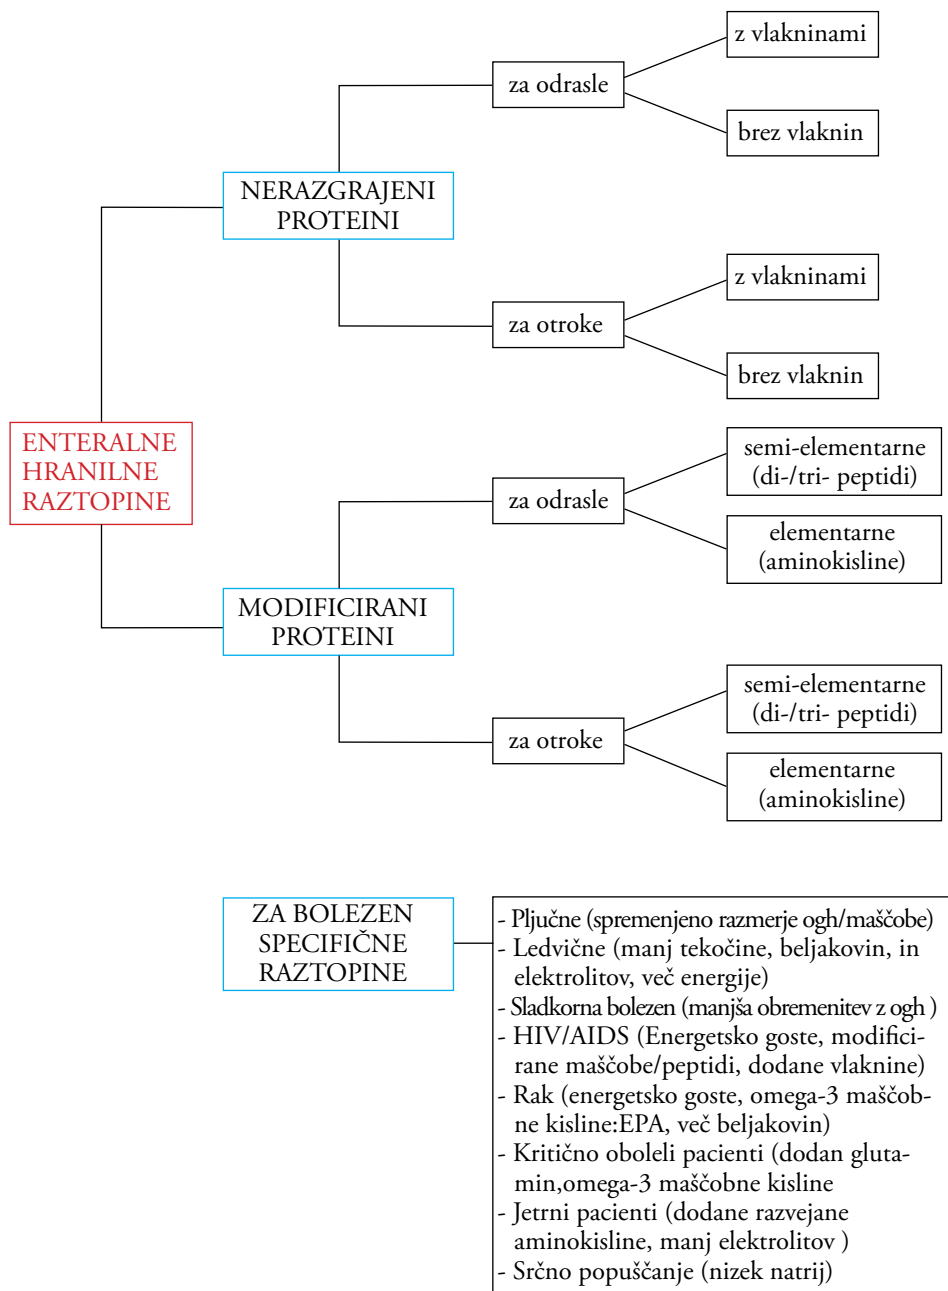 z vlakninami
za odrasle
brez vlaknin
NERAZGRAJENI
PROTEINI
z vlakninami
za otroke
brez vlaknin
ENTERALNE
HRANILNE
RAZTOPINE
semi-elementarne
(di-/tri- peptidi)
za odrasle
elementarne
(aminokisline)
MODIFICIRANI
PROTEINI
semi-elementarne
(di-/tri- peptidi)
za otroke
elementarne
(aminokisline)
ZA BOLEZEN
SPECIFIČNE
RAZTOPINE
- Pljučne (spremenjeno razmerje ogh/maščobe)
- Ledvične (manj tekočine, beljakovin, in
elektrolitov, več energije)
- Sladkorna bolezen (manjša obremenitev z ogh )
- HIV/AIDS (Energetsko goste, modifici-
rane maščobe/peptidi, dodane vlaknine)
- Rak (energetsko goste, omega-3 maščob-
ne kisline:EPA, več beljakovin)
- Kritično oboleli pacienti (dodan gluta-
min,omega-3 maščobne kisline
- Jetrni pacienti (dodane razvejane
aminokisline, manj elektrolitov )
- Srčno popuščanje (nizek natrij)